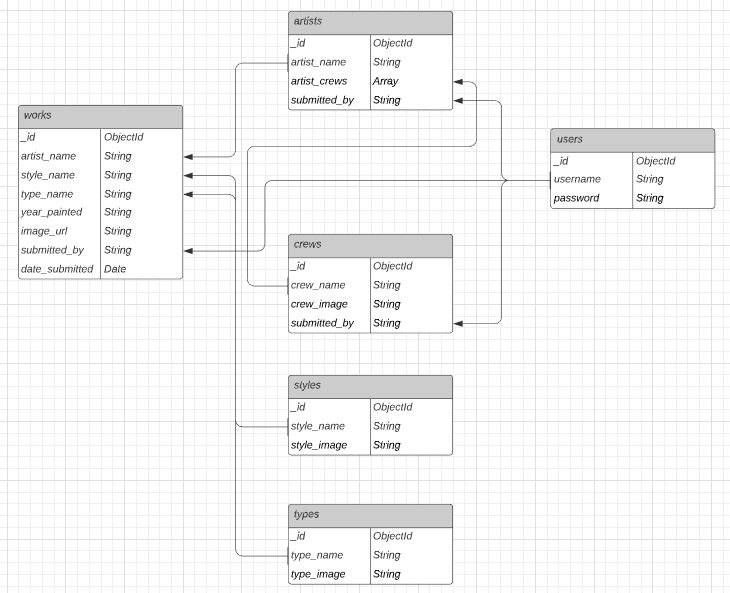 artists
_id ObjectId
artist_name String
artist_crews Array
submitted_by String
works
_id ObjectId
artist_name String
style_name String
type_name String
year_painted String
image_url String
submitted_by String
date_submitted Date
users
_id ObjectId
username String
password String
crews
_id ObjectId
crew_name String
crew_image String
submitted_by String
styles
_id ObjectId
style_name String
style_image String
types
_id ObjectId
type_name String
type_image String